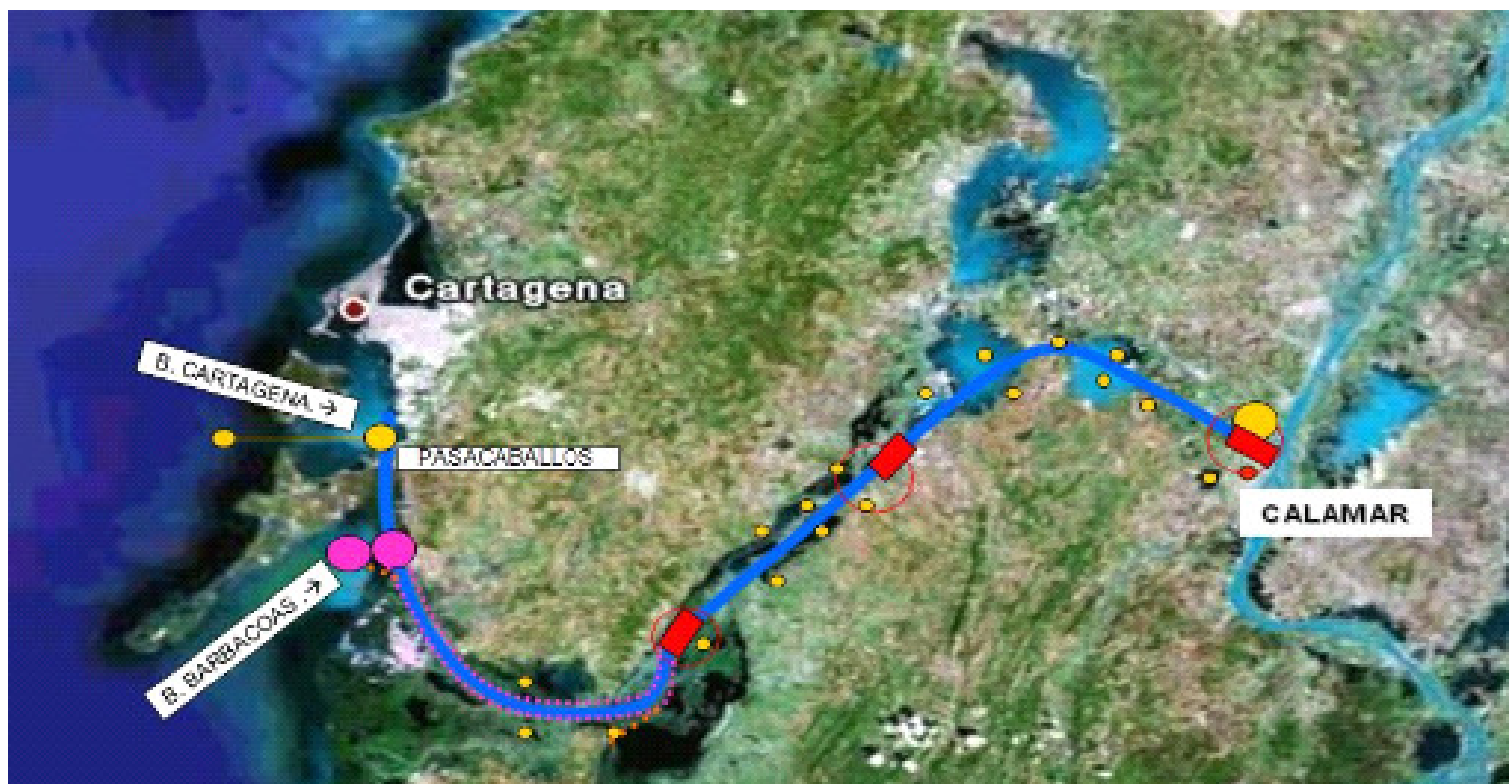 Cartagena
B. CARTAGENA →
PASACABALLOS
CALAMAR
B. BARBACOAS .→